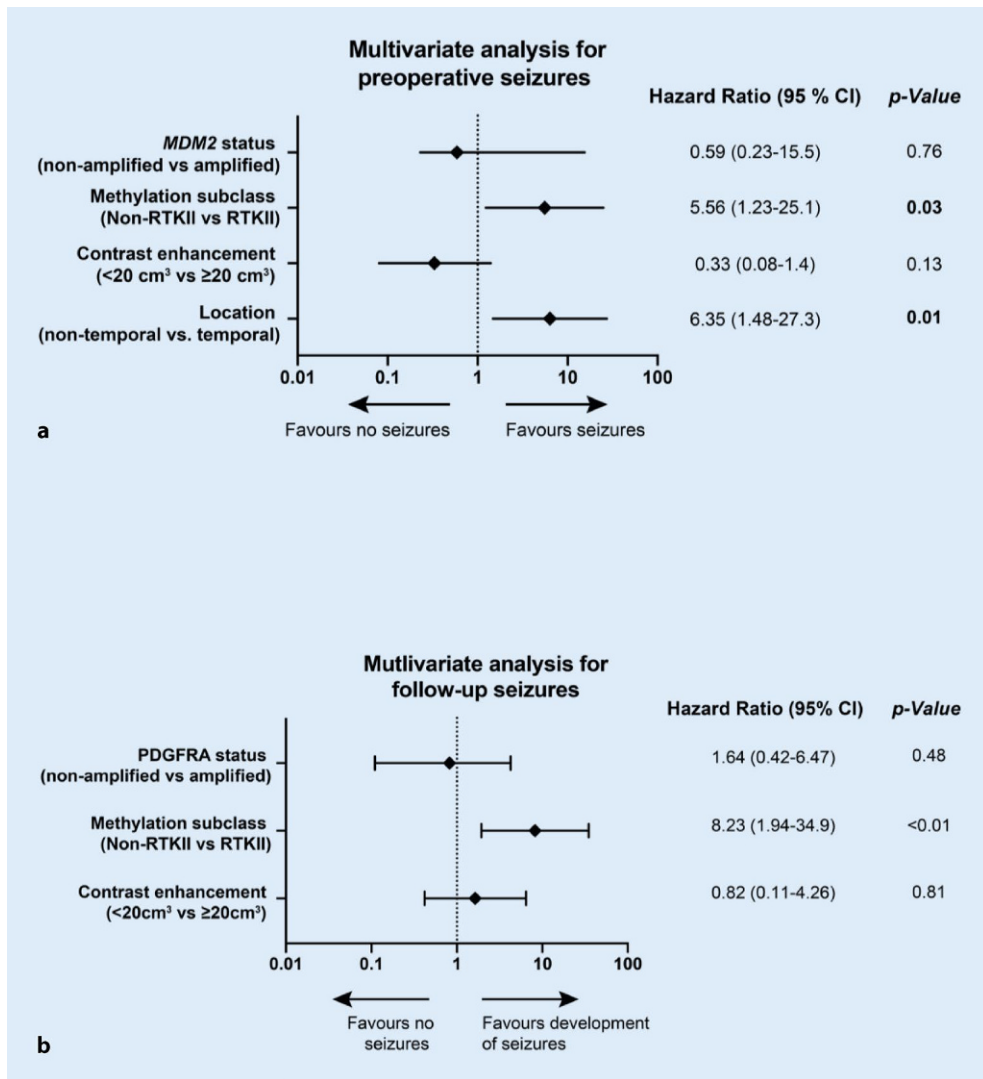 Multivariate analysis for
preoperative seizures
Hazard Ratio (95 % CI) p-Value
MDM2 status
(non-amplified vs amplified)
0.59 (0.23-15.5) 0.76
Methylation subclass
(Non-RTKII vs RTKII)
5.56 (1.23-25.1) 0.03
Contrast enhancement
(<20 cm³ vs ≥20 cm³)
0.33 (0.08-1.4) 0.13
Location
(non-temporal vs. temporal)
6.35 (1.48-27.3) 0.01
0.01 0.1 1 10 100
Favours no seizures Favours seizures
a
Mutlivariate analysis for
follow-up seizures
Hazard Ratio (95% CI) p-Value
PDGFRA status
(non-amplified vs amplified)
1.64 (0.42-6.47) 0.48
Methylation subclass
(Non-RTKII vs RTKII)
8.23 (1.94-34.9) <0.01
Contrast enhancement
(<20cm³ vs ≥20cm³)
0.82 (0.11-4.26) 0.81
0.01 0.1 1 10 100
Favours no
seizures
Favours development
of seizures
b